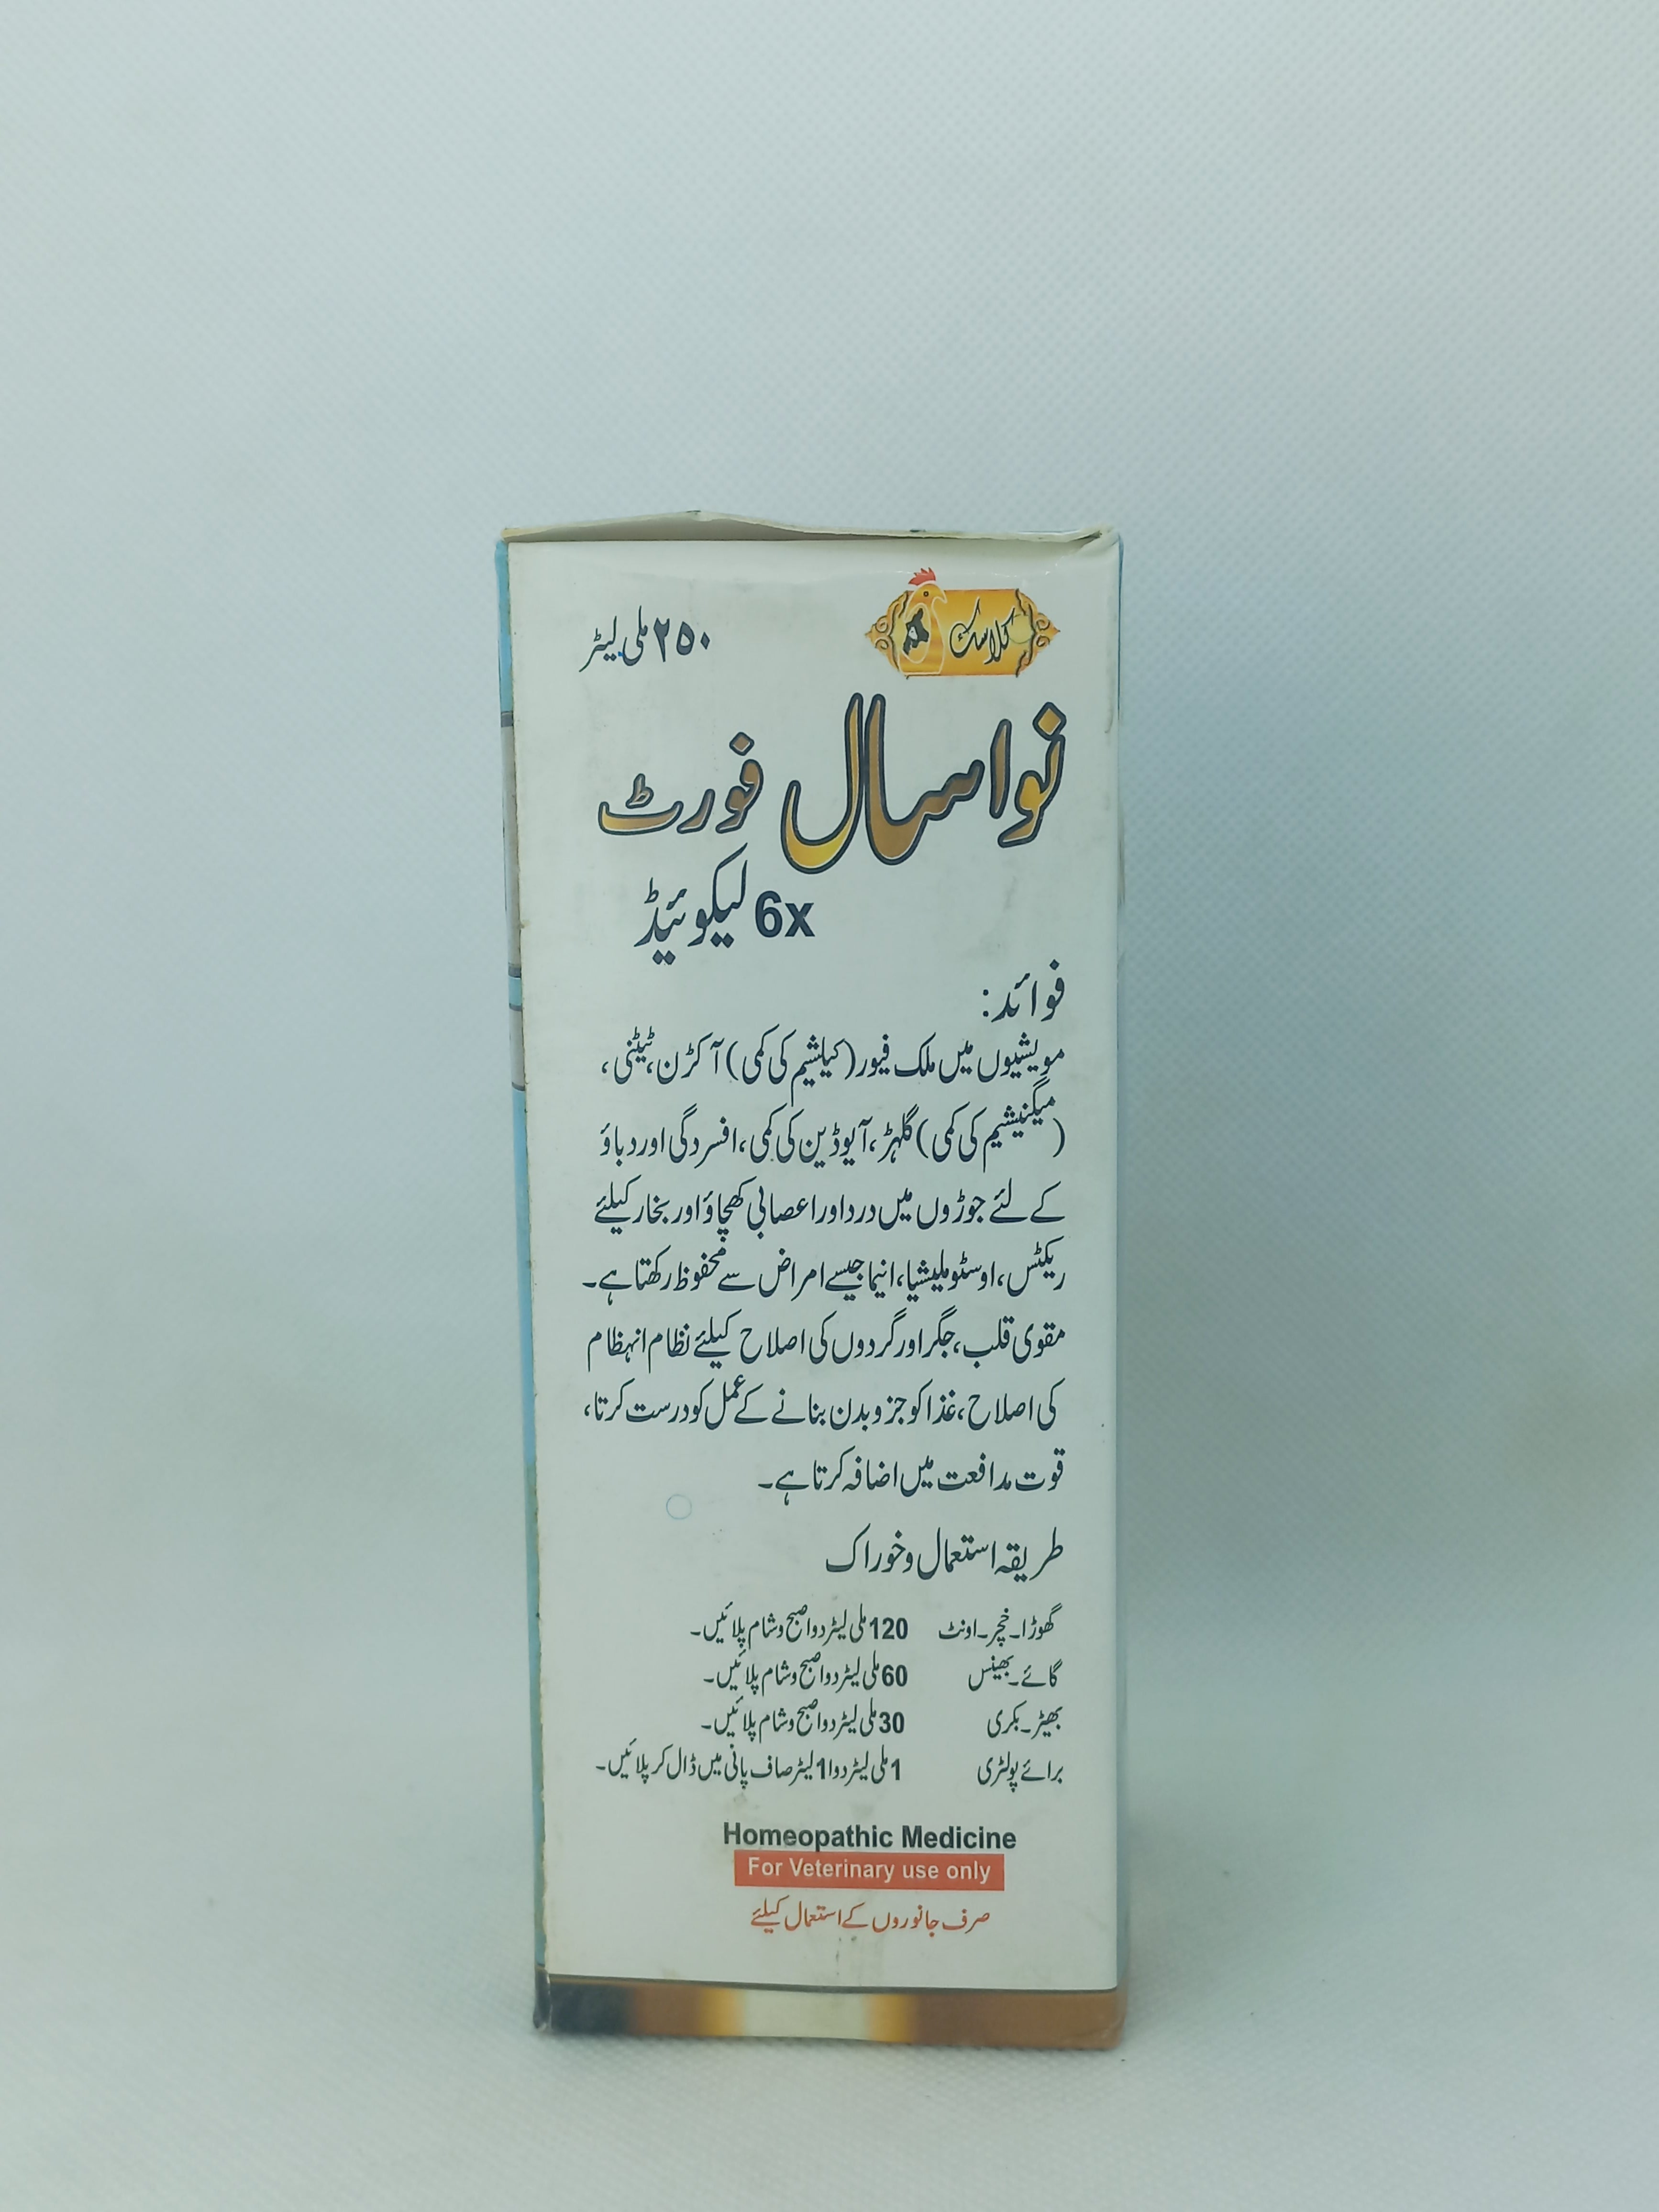 کلاسک
۲۵۰ ملی لیٹر
نواسال فورٹ
6x لیکوئیڈ
فوائد:
مویشیوں میں ملک فیور (کیلشیم کی کمی) آکڑن، ٹیٹنی،
(میگنیشیم کی کمی) گلہڑ، آیوڈین کی کمی، افسردگی اور دباؤ
کے لئے جوڑوں میں درد اور اعصابی کھچاؤ اور بخار کیلئے
ریکٹس، اوسٹوملیشیا، انیما جیسے امراض سے محفوظ رکھتا ہے۔
مقوی قلب، جگر اور گردوں کی اصلاح کیلئے نظام انہظام
کی اصلاح، غذا کو جزو بدن بنانے کے عمل کو درست کرتا،
قوت مدافعت میں اضافہ کرتا ہے۔
طریقہ استعمال و خوراک
گھوڑا۔ خچر۔ اونٹ 120 ملی لیٹر دوا صبح و شام پلائیں۔
گائے۔ بھینس 60 ملی لیٹر دوا صبح و شام پلائیں۔
بھیڑ۔ بکری 30 ملی لیٹر دوا صبح و شام پلائیں۔
برائے پولٹری 1 ملی لیٹر دوا 1 لیٹر صاف پانی میں ڈال کر پلائیں۔
Homeopathic Medicine
For Veterinary use only
صرف جانوروں کے استعمال کیلئے